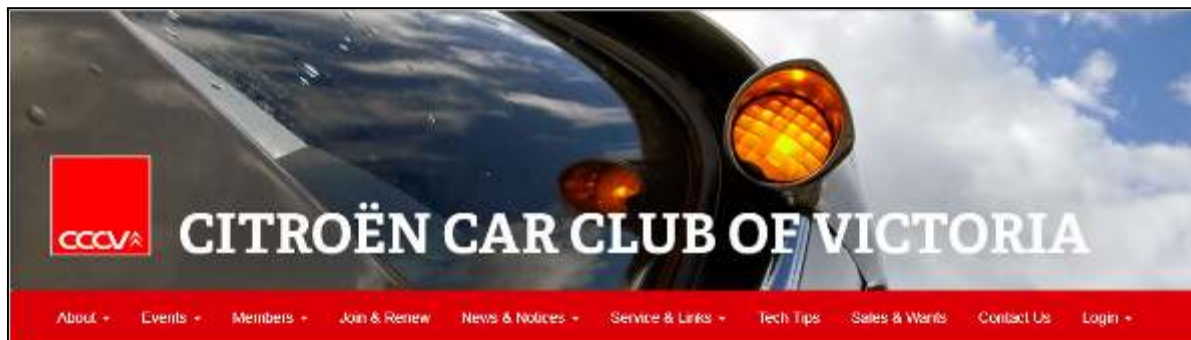 CCCV
CITROËN CAR CLUB OF VICTORIA
About Events Members Join & Renew News & Notices Service & Links Tech Tips Sales & Wants Contact Us Login